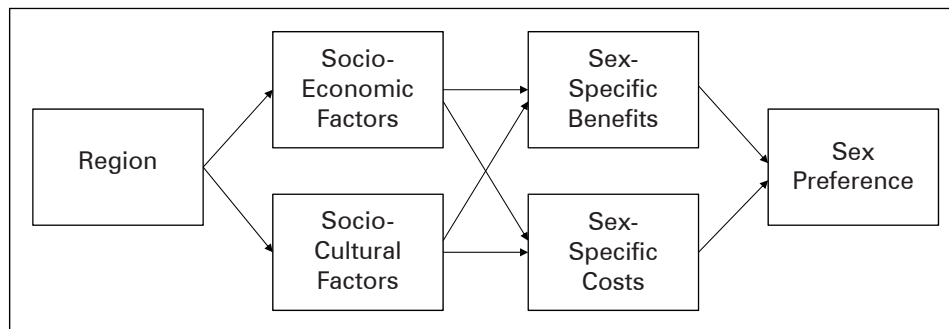 Region
Socio-
Economic
Factors
Socio-
Cultural
Factors
Sex-
Specific
Benefits
Sex-
Specific
Costs
Sex
Preference